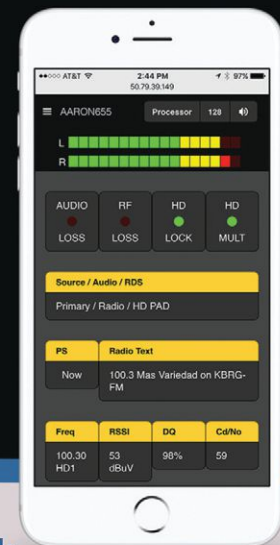 AT&T 2:44 PM 97%
50.79.39.149
AARON655 Processor 128
L
R
AUDIO RF HD HD
LOSS LOSS LOCK MULT
Source / Audio / RDS
Primary / Radio / HD PAD
PS Radio Text
Now 100.3 Mas Variedad on KBRG-
FM
Freq RSSI DQ Cd/No
100.30 53 98% 59
HD1 dBuV